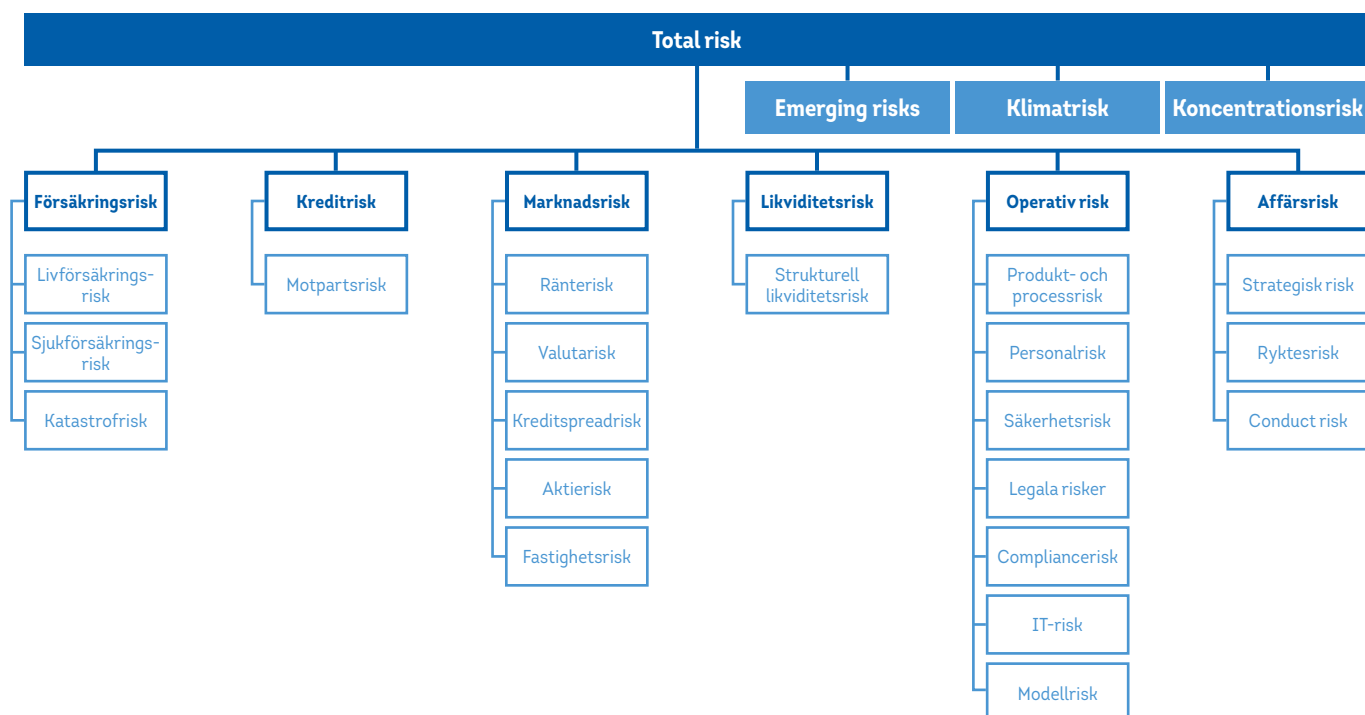 Total risk
Emerging risks
Klimatrisk
Koncentrationsrisk
Försäkringsrisk
Kreditrisk
Marknadsrisk
Likviditetsrisk
Operativ risk
Affärsrisk
Livförsäkrings-
risk
Sjukförsäkrings-
risk
Katastrofrisk
Motpartsrisk
Ränterisk
Valutarisk
Kreditspreadrisk
Aktierisk
Fastighetsrisk
Strukturell
likviditetsrisk
Produkt- och
processrisk
Personalrisk
Säkerhetsrisk
Legala risker
Compliancerisk
IT-risk
Modellrisk
Strategisk risk
Ryktesrisk
Conduct risk